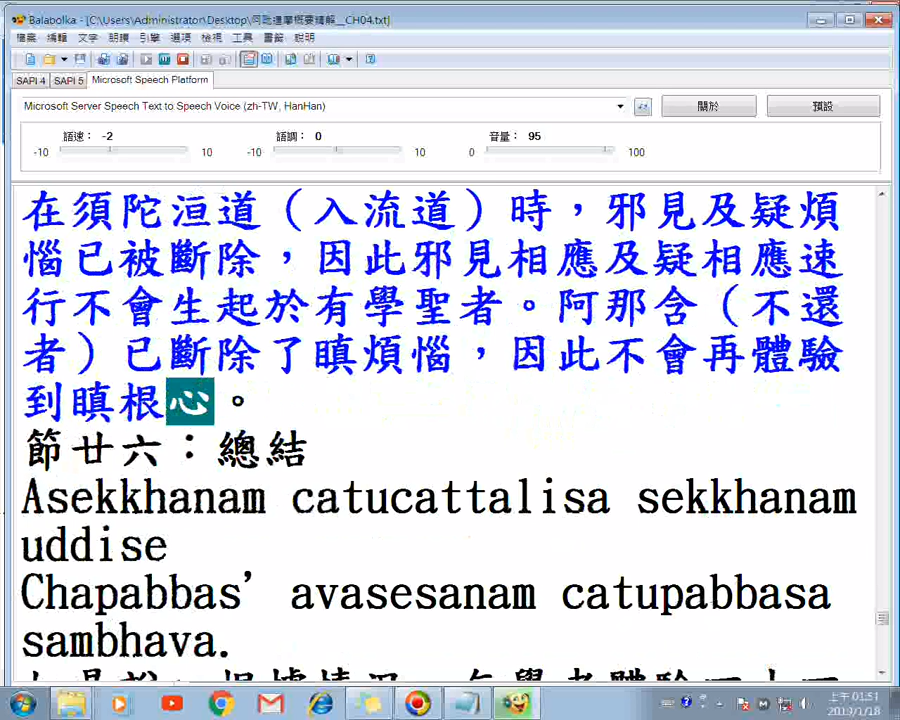 Balabolka - [C:\Users\Administrator\Desktop\阿毗達摩概要精解__CH04.txt]
檔案 編輯 文字 朗讀 引擎 選項 檢視 工具 書籤 說明
SAPI 4 SAPI 5 Microsoft Speech Platform
Microsoft Server Speech Text to Speech Voice (zh-TW, HanHan) 關於 預設
語速: -2 語調: 0 音量: 95
-10 10 -10 10 0 100
在須陀洹道（入流道）時，邪見及疑煩
惱已被斷除，因此邪見相應及疑相應速
行不會生起於有學聖者。阿那含（不還
者）已斷除了瞋煩惱，因此不會再體驗
到瞋根心。
節廿六：總結
Asekkhanam catucattalisa sekkhanam
uddise
Chapabbas’ avasesanam catupabbasa
sambhava.
上午 01:51
2019/1/18